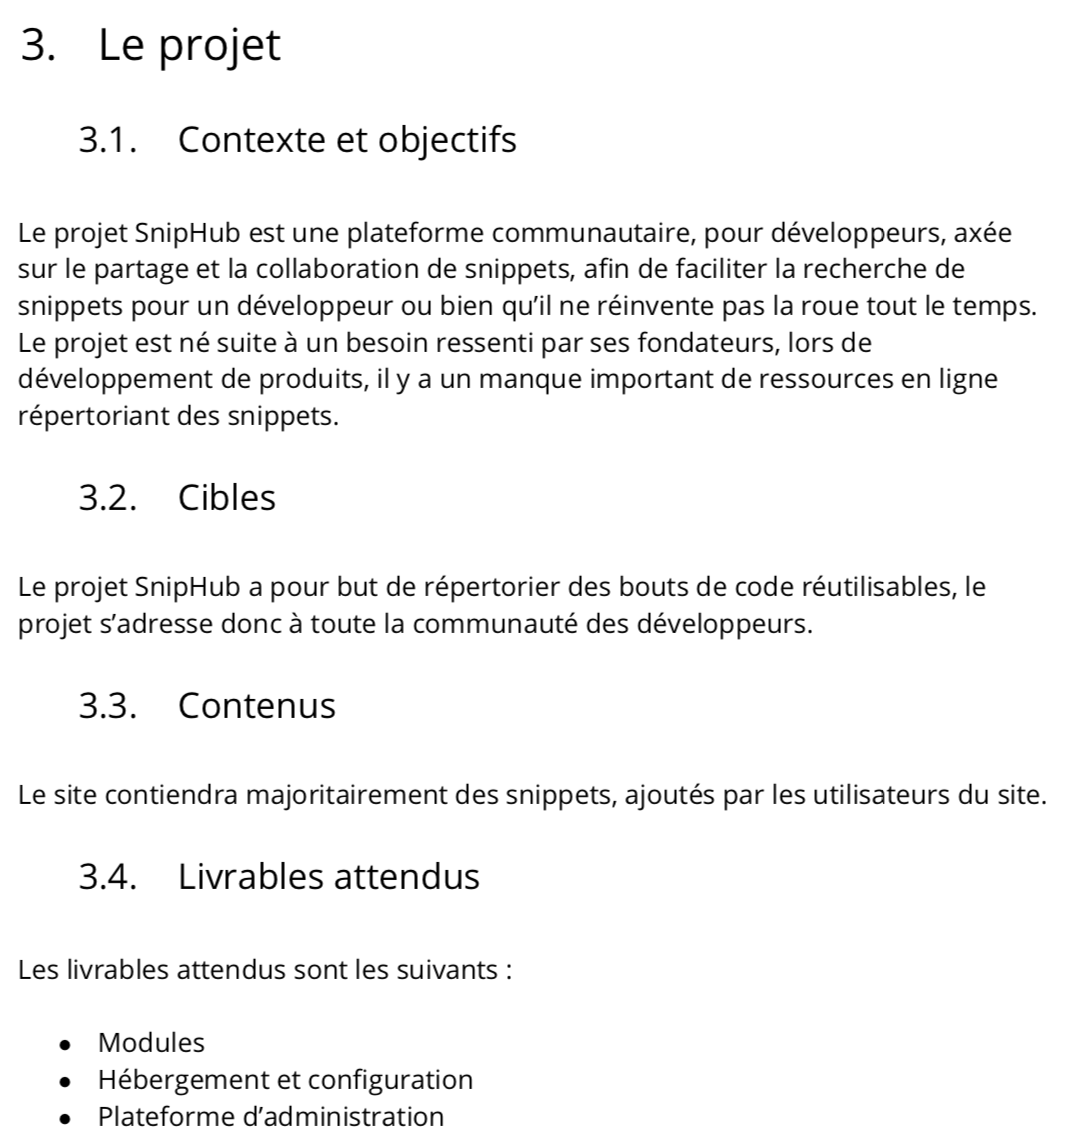 3. Le projet
3.1. Contexte et objectifs
Le projet SnipHub est une plateforme communautaire, pour développeurs, axée
sur le partage et la collaboration de snippets, afin de faciliter la recherche de
snippets pour un développeur ou bien qu’il ne réinvente pas la roue tout le temps.
Le projet est né suite à un besoin ressenti par ses fondateurs, lors de
développement de produits, il y a un manque important de ressources en ligne
répertoriant des snippets.
3.2. Cibles
Le projet SnipHub a pour but de répertorier des bouts de code réutilisables, le
projet s’adresse donc à toute la communauté des développeurs.
3.3. Contenus
Le site contiendra majoritairement des snippets, ajoutés par les utilisateurs du site.
3.4. Livrables attendus
Les livrables attendus sont les suivants :
● Modules
● Hébergement et configuration
● Plateforme d’administration